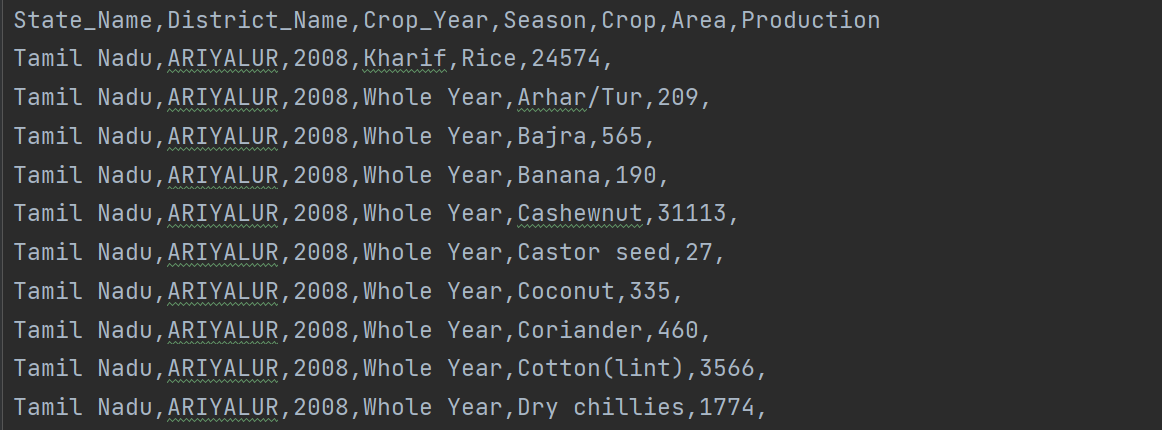 State_Name,District_Name,Crop_Year,Season,Crop,Area,Production
Tamil Nadu,ARIYALUR,2008,Kharif,Rice,24574,
Tamil Nadu,ARIYALUR,2008,Whole Year,Arhar/Tur,209,
Tamil Nadu,ARIYALUR,2008,Whole Year,Bajra,565,
Tamil Nadu,ARIYALUR,2008,Whole Year,Banana,190,
Tamil Nadu,ARIYALUR,2008,Whole Year,Cashewnut,31113,
Tamil Nadu,ARIYALUR,2008,Whole Year,Castor seed,27,
Tamil Nadu,ARIYALUR,2008,Whole Year,Coconut,335,
Tamil Nadu,ARIYALUR,2008,Whole Year,Coriander,460,
Tamil Nadu,ARIYALUR,2008,Whole Year,Cotton(lint),3566,
Tamil Nadu,ARIYALUR,2008,Whole Year,Dry chillies,1774,